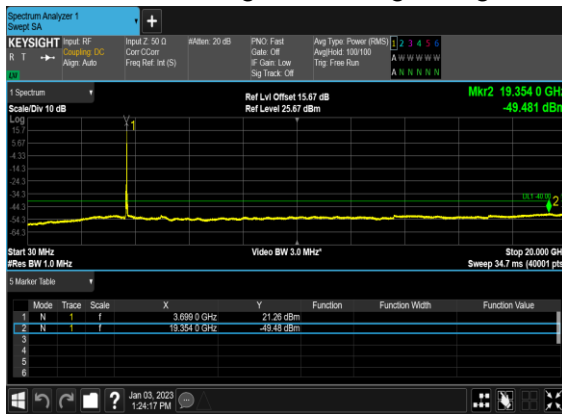 Spectrum Analyzer 1
Swept SA
+
KEYSIGHT Input: RF Input Z: 50 Ω #Atten: 20 dB PNO: Fast Avg Type: Power (RMS) 1 2 3 4 5 6
R T Coupling: DC Corr CCorr Gate: Off Avg|Hold: 100/100 A W W W W W
Align: Auto Freq Ref: Int (S) IF Gain: Low Trig: Free Run
Sig Track: Off A N N N N N
1 Spectrum
Ref Lvl Offset 15.67 dB Mkr2 19.354 0 GHz
Scale/Div 10 dB Ref Level 25.67 dBm -49.481 dBm
Log
15.7
1
5.67
-4.33
-14.3
-24.3
-34.3
2
-44.3
-54.3
-64.3
Start 30 MHz Video BW 3.0 MHz* Stop 20.000 GHz
#Res BW 1.0 MHz Sweep 34.7 ms (40001 pts)
5 Marker Table
Mode Trace Scale X Y Function Function Width Function Value
1 N 1 f 3.699 0 GHz 21.26 dBm
2 N 1 f 19.354 0 GHz -49.48 dBm
3
4
5
6
? Jan 03, 2023
1:24:17 PM